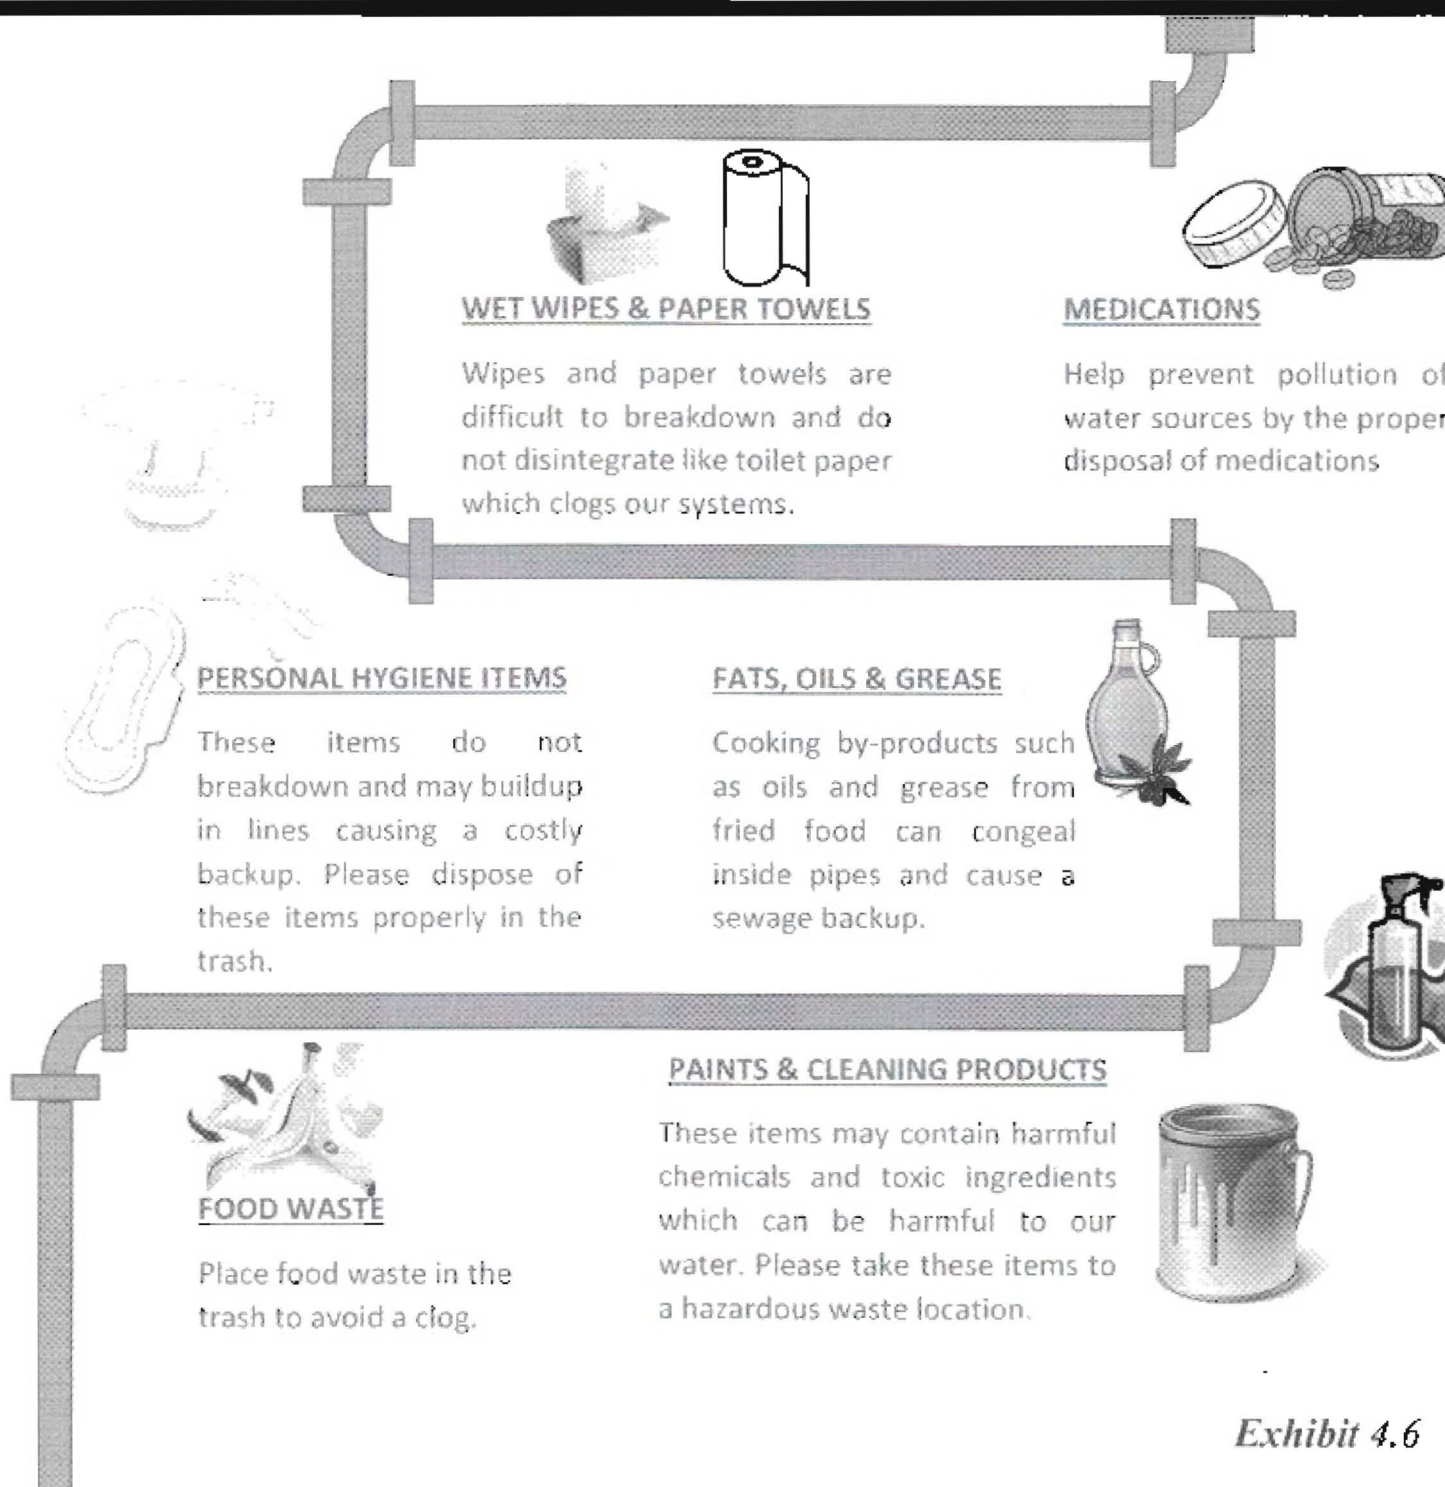 WET WIPES & PAPER TOWELS
Wipes and paper towels are
difficult to breakdown and do
not disintegrate like toilet paper
which clogs our systems.
MEDICATIONS
Help prevent pollution of
water sources by the proper
disposal of medications
PERSONAL HYGIENE ITEMS
These items do not
breakdown and may buildup
in lines causing a costly
backup. Please dispose of
these items properly in the
trash.
FATS, OILS & GREASE
Cooking by-products such
as oils and grease from
fried food can congeal
inside pipes and cause a
sewage backup.
FOOD WASTE
Place food waste in the
trash to avoid a clog.
PAINTS & CLEANING PRODUCTS
These items may contain harmful
chemicals and toxic ingredients
which can be harmful to our
water. Please take these items to
a hazardous waste location.
Exhibit 4.6